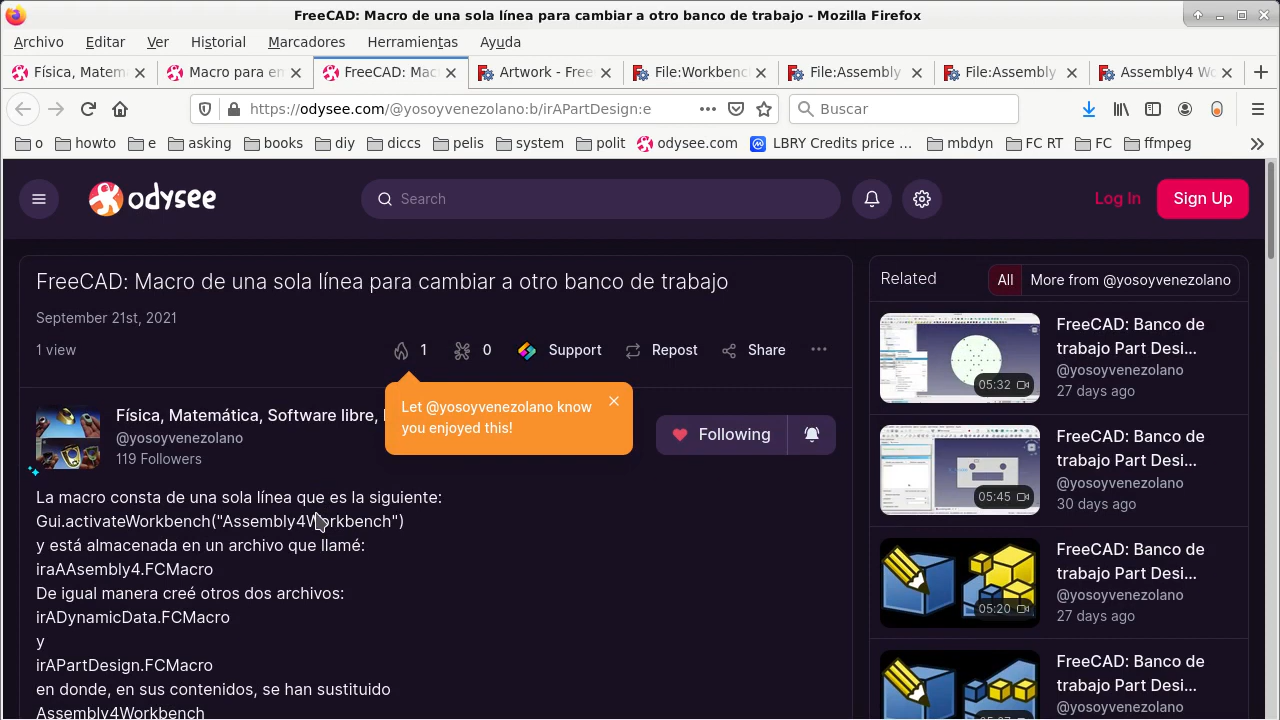 FreeCAD: Macro de una sola línea para cambiar a otro banco de trabajo - Mozilla Firefox
Archivo Editar Ver Historial Marcadores Herramientas Ayuda
Física, Matem
Macro para en
FreeCAD: Mac
Artwork - Free
File:Workbenc
File:Assembly
File:Assembly
Assembly4 Wo
https://odysee.com/@yosoyvenezolano:b/irAPartDesign:e
Buscar
o howto e asking books diy diccs pelis system polit odysee.com LBRY Credits price ... mbdyn FC RT FC ffmpeg
odysee
Search
Log In
Sign Up
FreeCAD: Macro de una sola línea para cambiar a otro banco de trabajo
September 21st, 2021
1 view
1 0 Support Repost Share
Let @yosoyvenezolano know
you enjoyed this!
Física, Matemática, Software libre,
@yosoyvenezolano
119 Followers
Following
La macro consta de una sola línea que es la siguiente:
Gui.activateWorkbench("Assembly4Workbench")
y está almacenada en un archivo que llamé:
iraAAsembly4.FCMacro
De igual manera creé otros dos archivos:
irADynamicData.FCMacro
y
irAPartDesign.FCMacro
en donde, en sus contenidos, se han sustituido
Assembly4Workbench
Related
All
More from @yosoyvenezolano
FreeCAD: Banco de
trabajo Part Desi...
@yosoyvenezolano
27 days ago
05:32
FreeCAD: Banco de
trabajo Part Desi...
@yosoyvenezolano
20 days ago
05:45
FreeCAD: Banco de
trabajo Part Desi...
@yosoyvenezolano
27 days ago
05:20
FreeCAD: Banco de
trabajo Part Desi...
@yosoyvenezolano